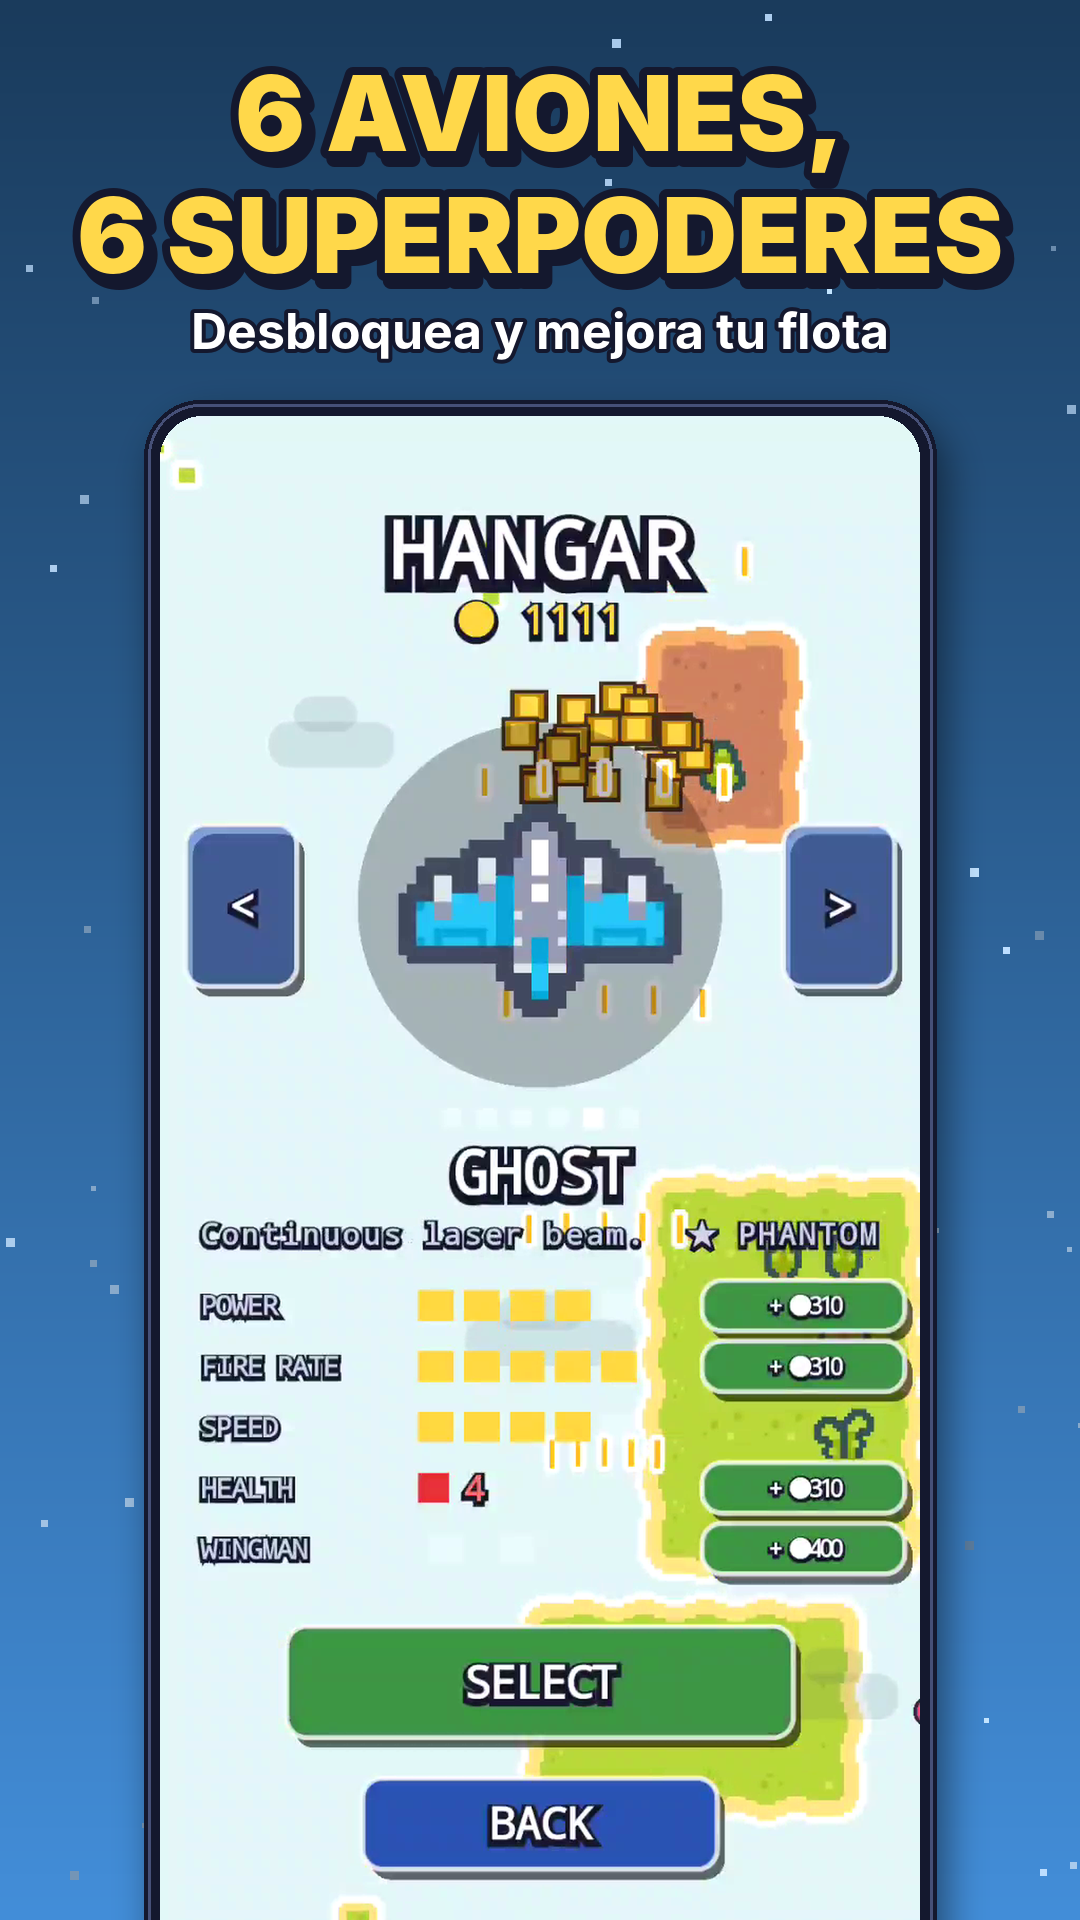 6 AVIONES,
6 SUPERPODERES
Desbloquea y mejora tu flota
HANGAR
1111
<
>
GHOST
Continuous laser beam. ★ PHANTOM
POWER + 310
FIRE RATE + 310
SPEED
HEALTH 4 + 310
WINGMAN + 400
SELECT
BACK